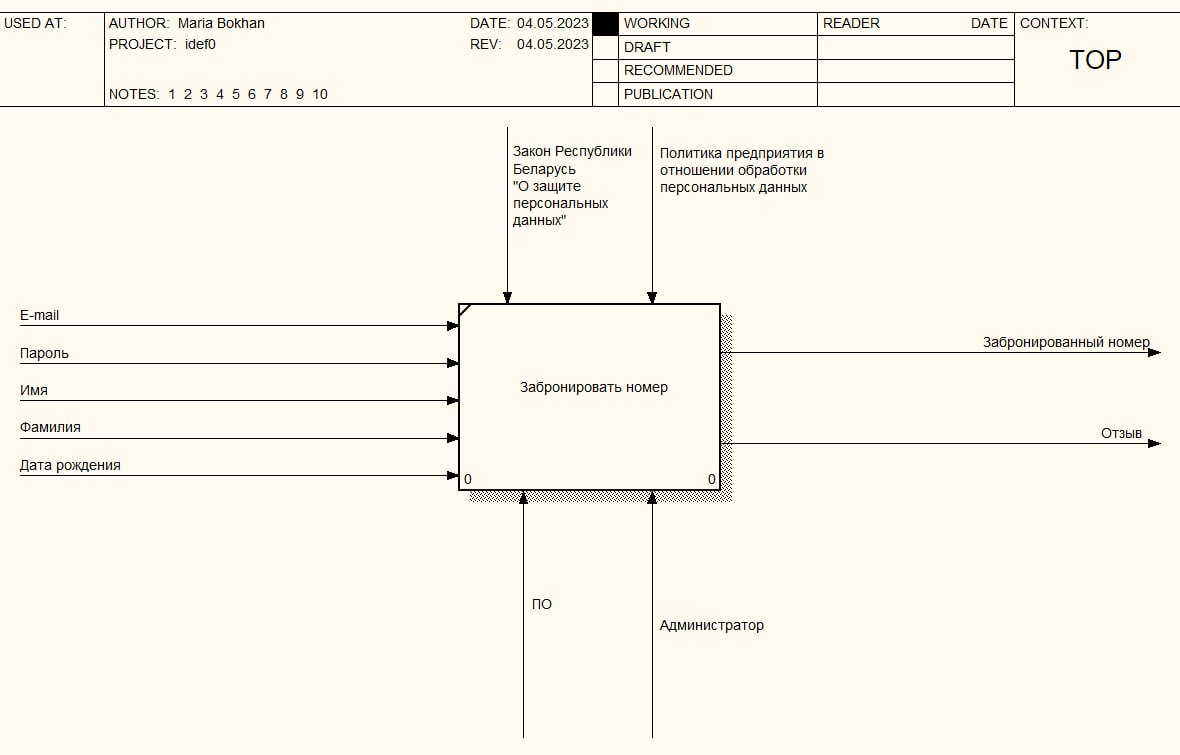 USED AT:
AUTHOR: Maria Bokhan
DATE: 04.05.2023
PROJECT: idef0
REV: 04.05.2023
NOTES: 1 2 3 4 5 6 7 8 9 10
WORKING
DRAFT
RECOMMENDED
PUBLICATION
READER DATE
CONTEXT:
TOP
Закон Республики
Беларусь
"О защите
персональных
данных"
Политика предприятия в
отношении обработки
персональных данных
E-mail
Пароль
Имя
Фамилия
Дата рождения
Забронировать номер
0 0
Забронированный номер
Отзыв
ПО
Администратор